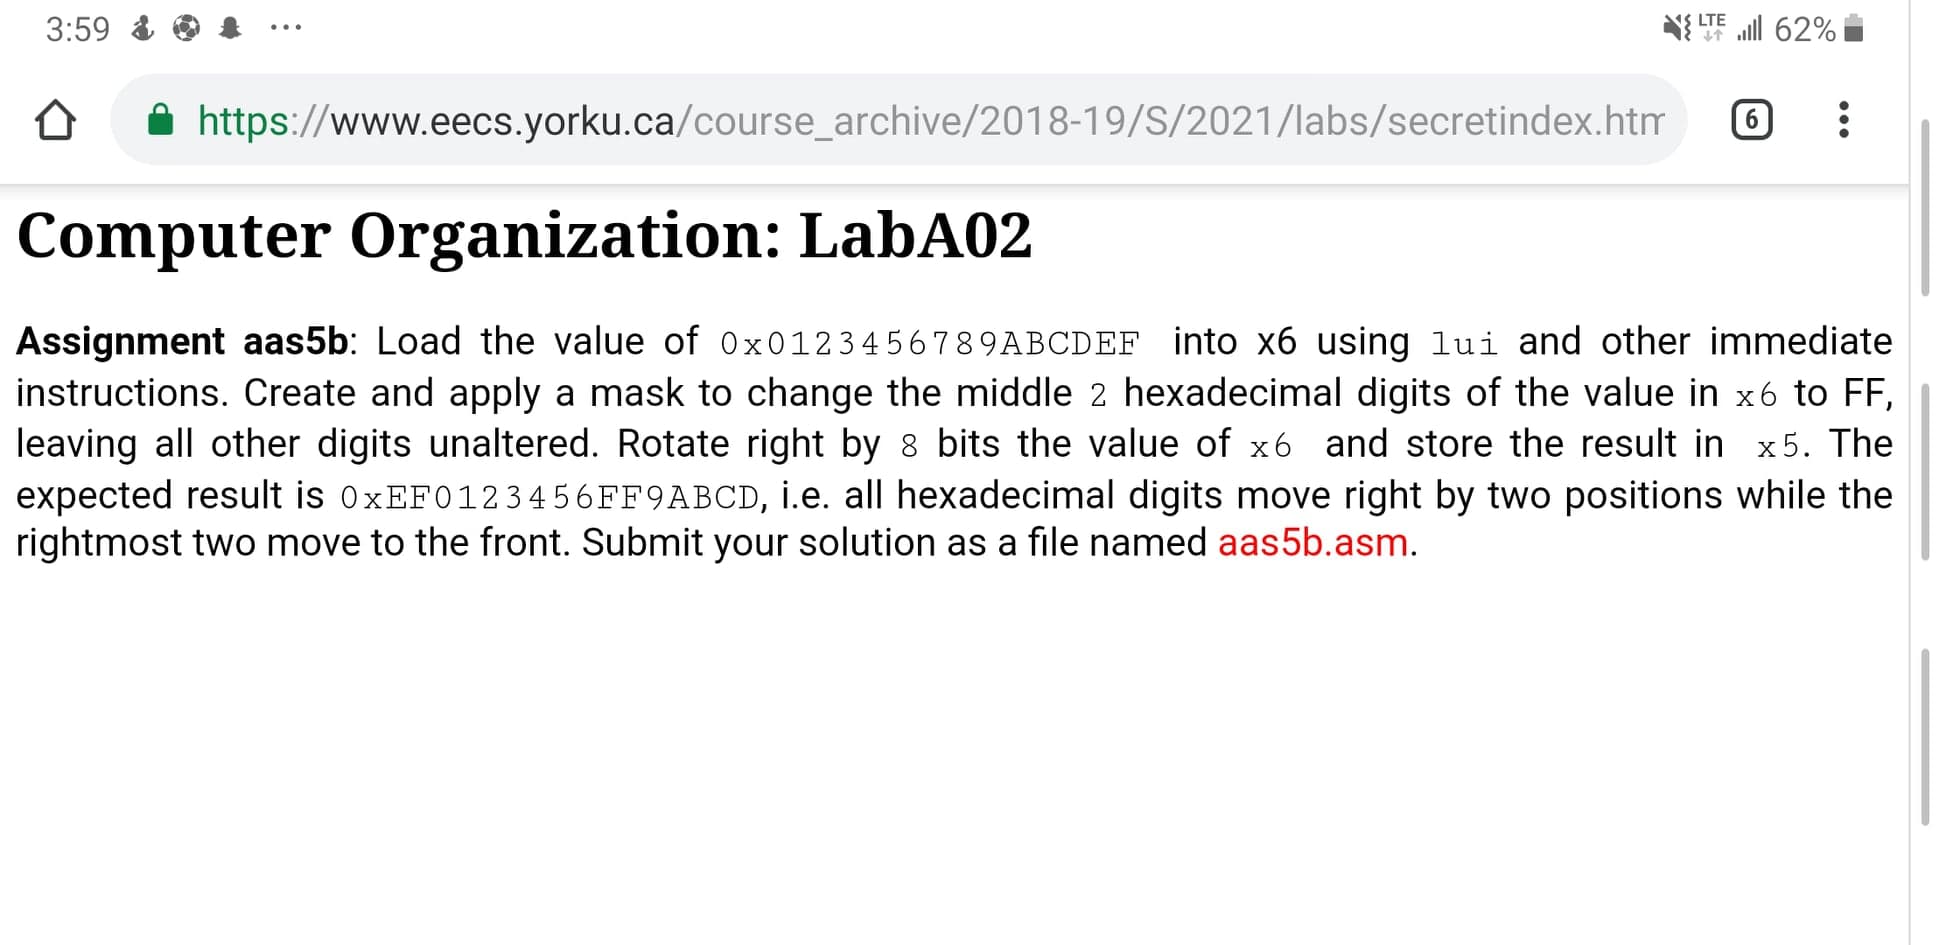 3:59 ... LTE 62%
https://www.eecs.yorku.ca/course_archive/2018-19/S/2021/labs/secretindex.htm 6
Computer Organization: LabA02
Assignment aas5b: Load the value of 0x0123456789ABCDEF into x6 using lui and other immediate
instructions. Create and apply a mask to change the middle 2 hexadecimal digits of the value in x6 to FF,
leaving all other digits unaltered. Rotate right by 8 bits the value of x6 and store the result in x5. The
expected result is 0xEF0123456FF9ABCD, i.e. all hexadecimal digits move right by two positions while the
rightmost two move to the front. Submit your solution as a file named aas5b.asm.